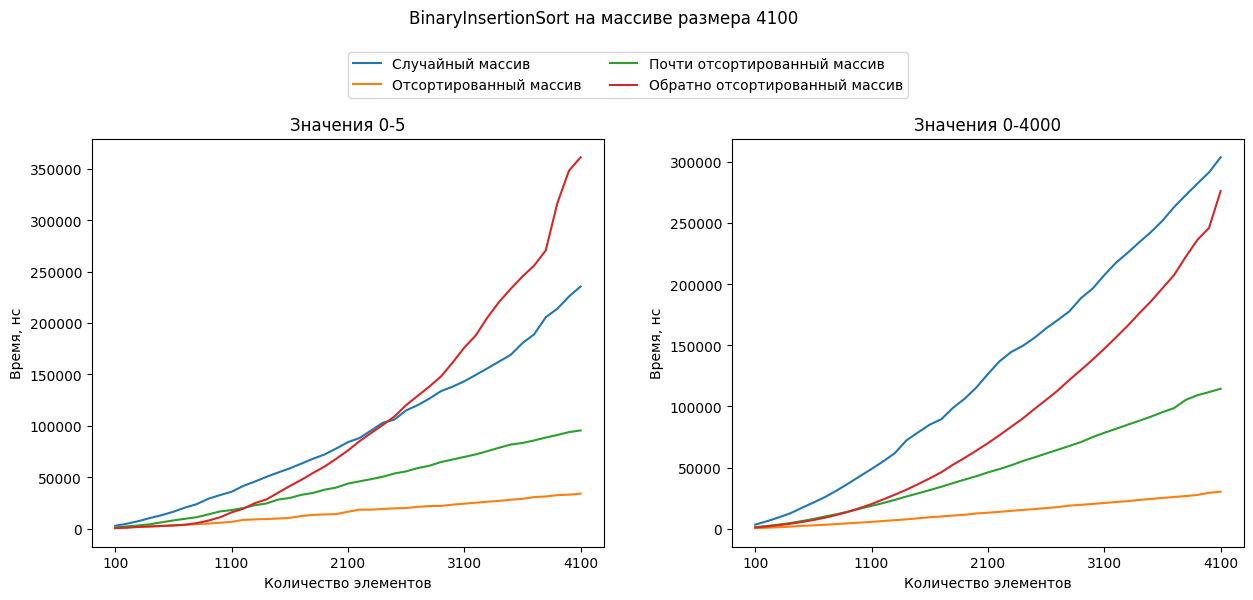 BinaryInsertionSort на массиве размера 4100
Случайный массив
Отсортированный массив
Почти отсортированный массив
Обратно отсортированный массив
Значения 0-5
Время, нс
350000
300000
250000
200000
150000
100000
50000
0
100 1100 2100 3100 4100
Количество элементов
Значения 0-4000
Время, нс
300000
250000
200000
150000
100000
50000
0
100 1100 2100 3100 4100
Количество элементов